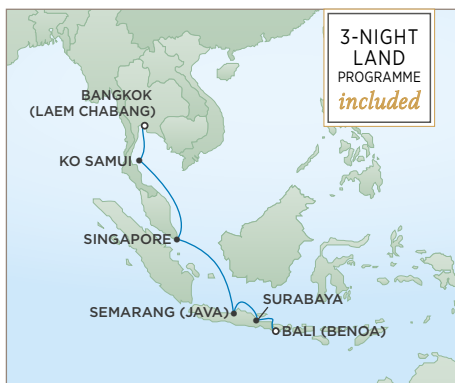 3-NIGHT
LAND
PROGRAMME
included
BANGKOK
(LAEM CHABANG)
KO SAMUI
SINGAPORE
SEMARANG (JAVA)
SURABAYA
BALI (BENOA)